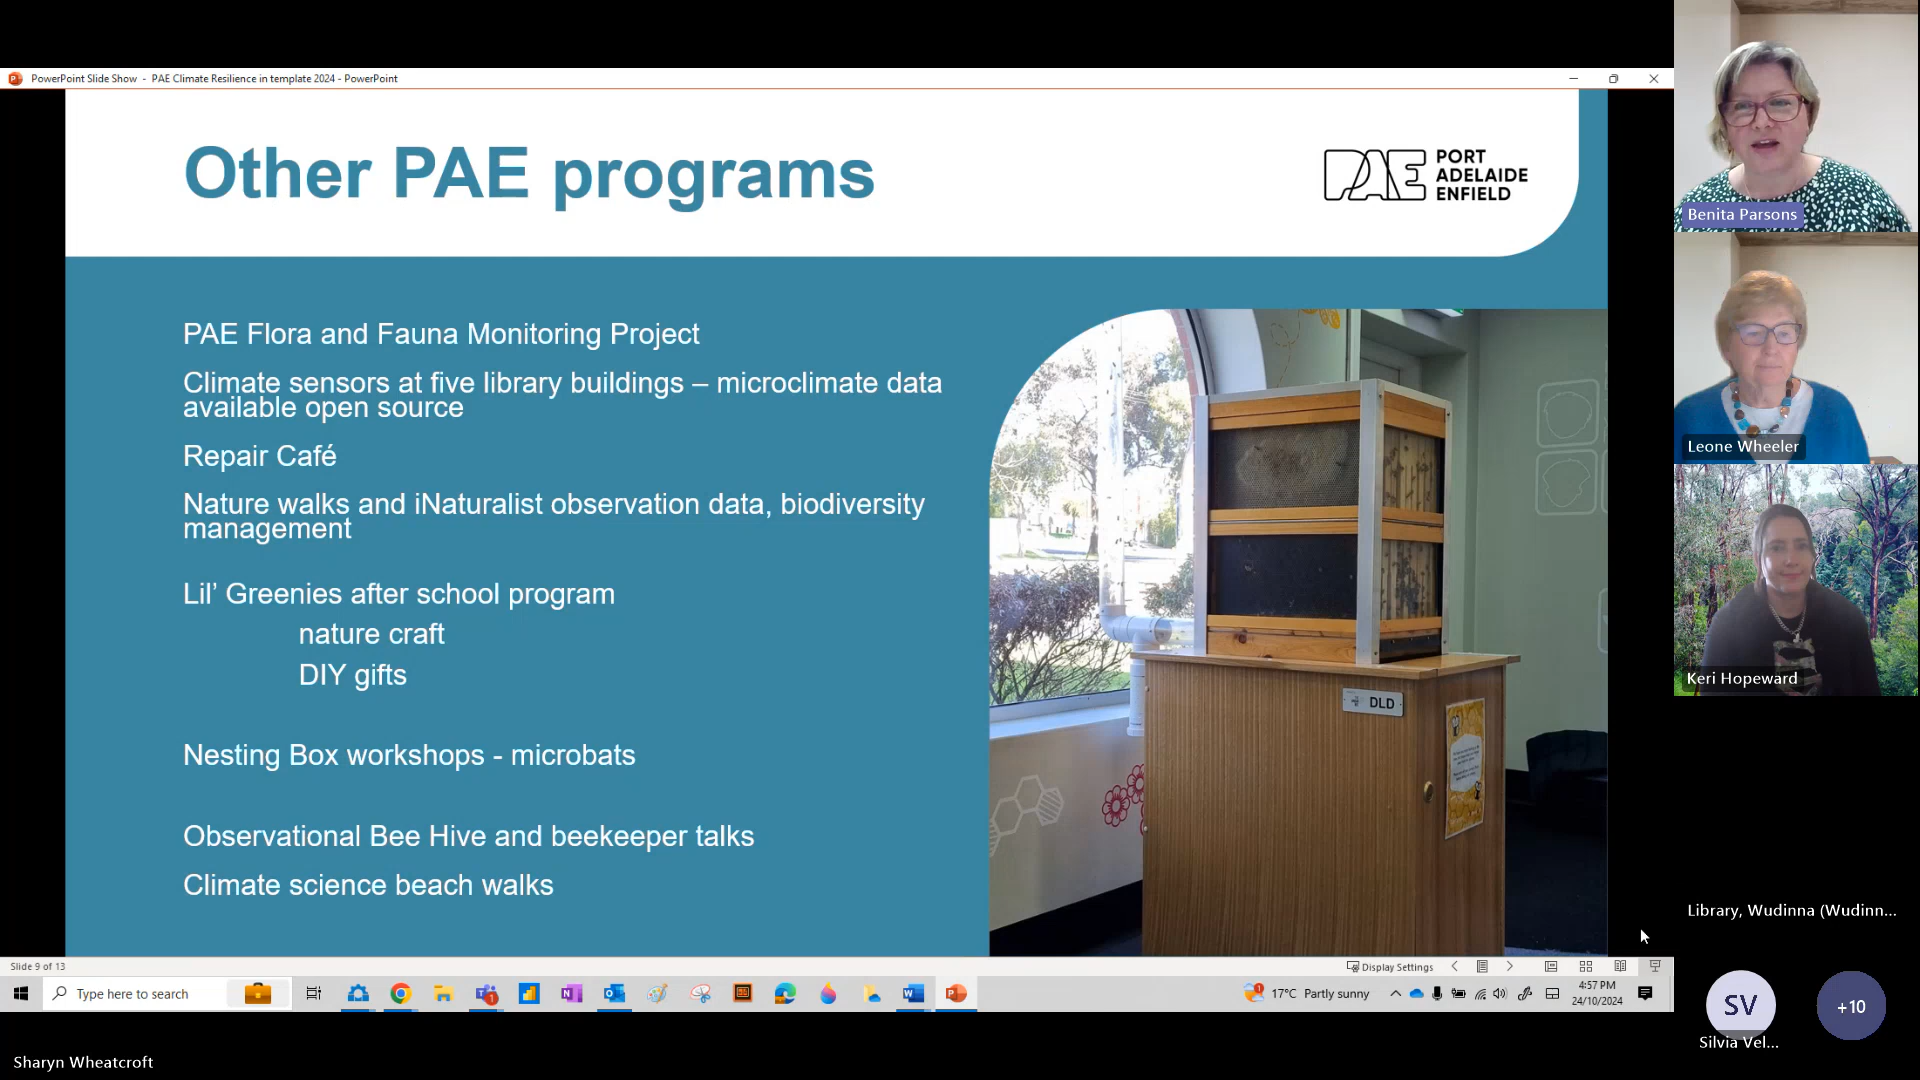 PowerPoint Slide Show - PAE Climate Resilience in template 2024 - PowerPoint
Other PAE programs
PAE
PORT
ADELAIDE
ENFIELD
PAE Flora and Fauna Monitoring Project
Climate sensors at five library buildings – microclimate data
available open source
Repair Café
Nature walks and iNaturalist observation data, biodiversity
management
Lil’ Greenies after school program
nature craft
DIY gifts
Nesting Box workshops - microbats
Observational Bee Hive and beekeeper talks
Climate science beach walks
DLD
Slide 9 of 13
Display Settings
Type here to search
17°C Partly sunny
4:57 PM
24/10/2024
Sharyn Wheatcroft
Benita Parsons
Leone Wheeler
Keri Hopeward
Library, Wudinna (Wudinn...
SV
+10
Silvia Vel...